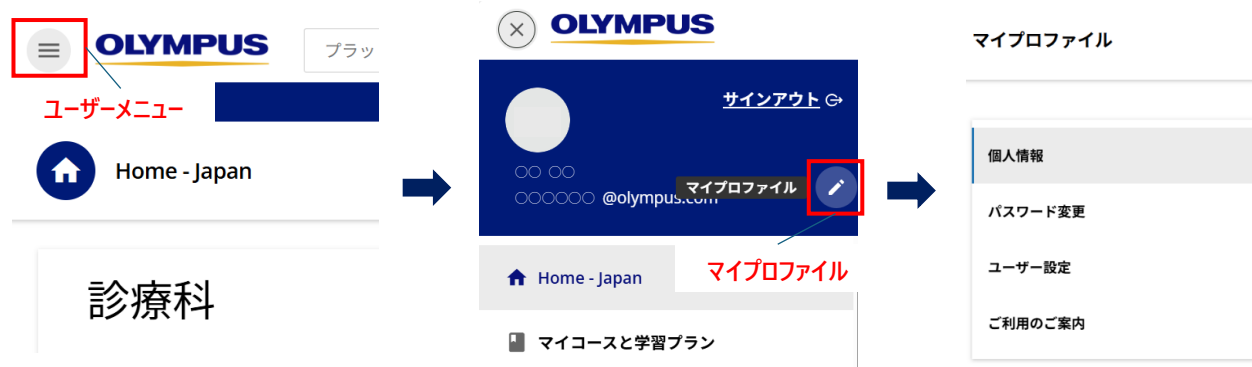 OLYMPUS
プラッ
ユーザーメニュー
Home - Japan
診療科
OLYMPUS
サインアウト
○○ ○○
マイプロファイル
○○○○○○ @olympus.com
Home - Japan
マイプロファイル
マイコースと学習プラン
マイプロファイル
個人情報
パスワード変更
ユーザー設定
ご利用のご案内